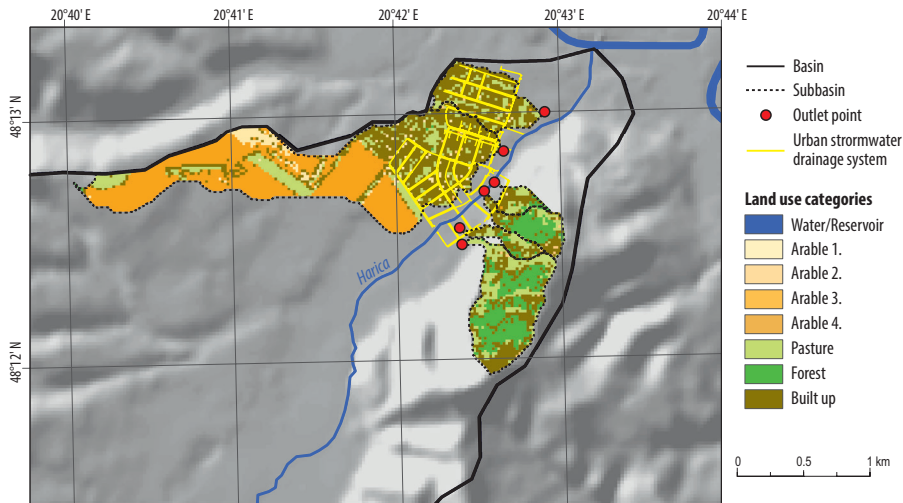 20°40' E
20°41' E
20°42' E
20°43' E
20°44' E
48°13' N
48°12' N
Harica
Basin
Subbasin
Outlet point
Urban strormwater
drainage system
Land use categories
Water/Reservoir
Arable 1.
Arable 2.
Arable 3.
Arable 4.
Pasture
Forest
Built up
0 0.5 1 km